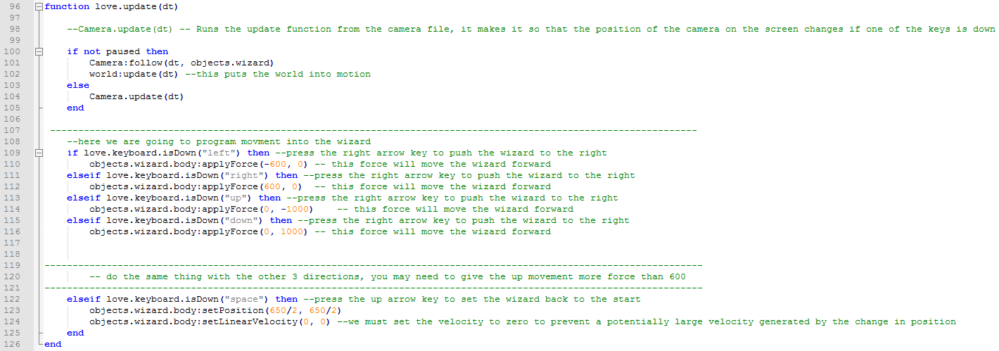 96 function love.update(dt)
97
98 --Camera.update(dt) -- Runs the update function from the camera file, it makes it so that the position of the camera on the screen changes if one of the keys is down
99
100 if not paused then
101 Camera:follow(dt, objects.wizard)
102 world:update(dt) --this puts the world into motion
103 else
104 Camera.update(dt)
105 end
106
107 -------------------------------------------------------------------------------------------------------------------
108 --here we are going to program movment into the wizard
109 if love.keyboard.isDown("left") then --press the right arrow key to push the wizard to the right
110 objects.wizard.body:applyForce(-600, 0) -- this force will move the wizard forward
111 elseif love.keyboard.isDown("right") then --press the right arrow key to push the wizard to the right
112 objects.wizard.body:applyForce(600, 0) -- this force will move the wizard forward
113 elseif love.keyboard.isDown("up") then --press the right arrow key to push the wizard to the right
114 objects.wizard.body:applyForce(0, -1000) -- this force will move the wizard forward
115 elseif love.keyboard.isDown("down") then --press the right arrow key to push the wizard to the right
116 objects.wizard.body:applyForce(0, 1000) -- this force will move the wizard forward
117
118
119 ---------------------------------------------------------------------------------------------------------------------
120 -- do the same thing with the other 3 directions, you may need to give the up movement more force than 600
121 ---------------------------------------------------------------------------------------------------------------------
122 elseif love.keyboard.isDown("space") then --press the up arrow key to set the wizard back to the start
123 objects.wizard.body:setPosition(650/2, 650/2)
124 objects.wizard.body:setLinearVelocity(0, 0) --we must set the velocity to zero to prevent a potentially large velocity generated by the change in position
125 end
126 end